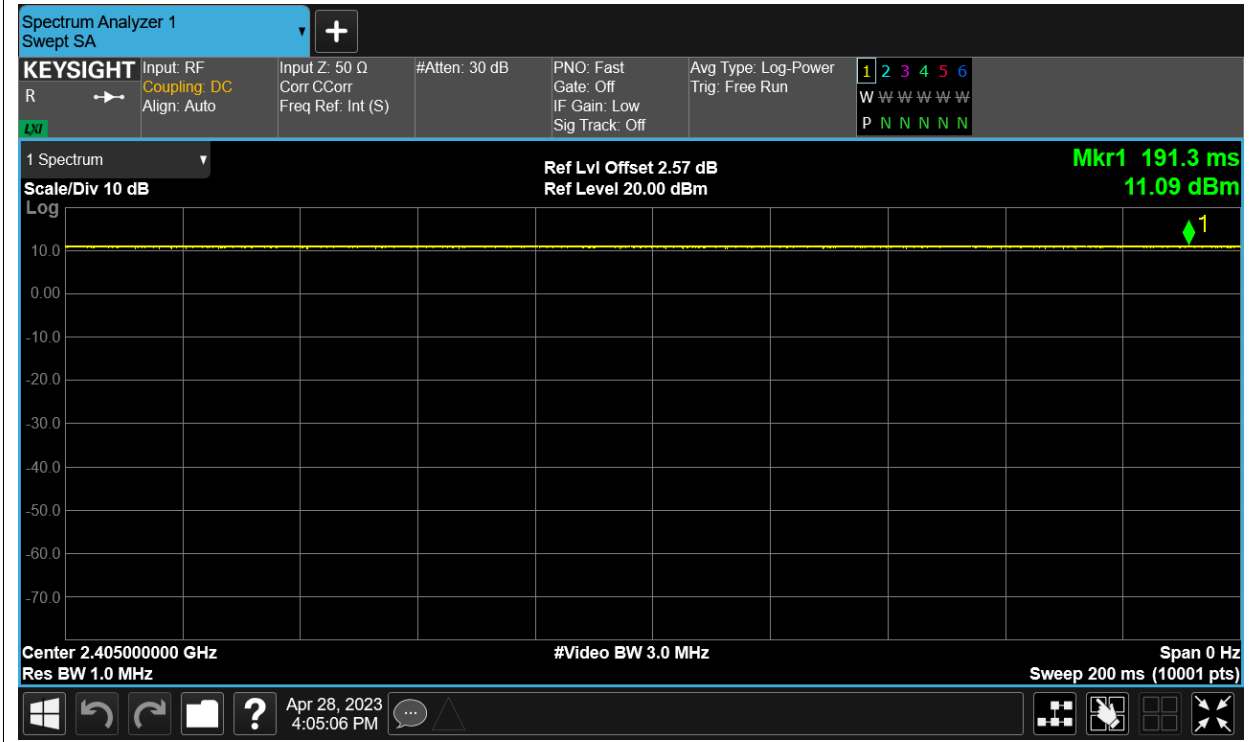 Spectrum Analyzer 1
Swept SA
+
KEYSIGHT
R
LXI
Input: RF
Coupling: DC
Align: Auto
Input Z: 50 Ω
Corr CCorr
Freq Ref: Int (S)
#Atten: 30 dB
PNO: Fast
Gate: Off
IF Gain: Low
Sig Track: Off
Avg Type: Log-Power
Trig: Free Run
1 2 3 4 5 6
W W W W W W
P N N N N N
1 Spectrum
Scale/Div 10 dB
Log
Ref Lvl Offset 2.57 dB
Ref Level 20.00 dBm
Mkr1 191.3 ms
11.09 dBm
1
10.0
0.00
-10.0
-20.0
-30.0
-40.0
-50.0
-60.0
-70.0
Center 2.405000000 GHz
Res BW 1.0 MHz
#Video BW 3.0 MHz
Span 0 Hz
Sweep 200 ms (10001 pts)
?
Apr 28, 2023
4:05:06 PM